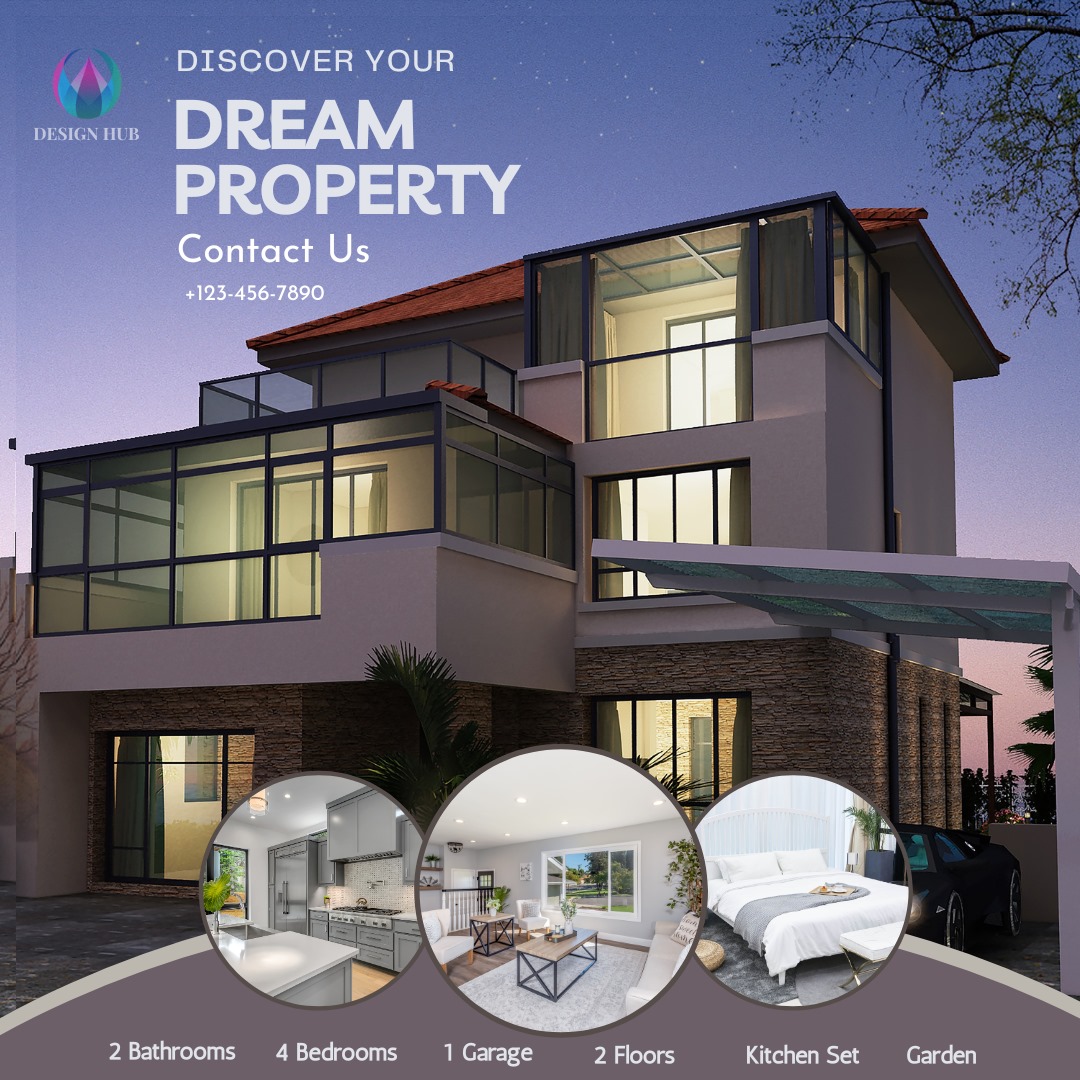 DISCOVER YOUR
DREAM
PROPERTY
Contact Us
+123-456-7890
DESIGN HUB
2 Bathrooms
4 Bedrooms
1 Garage
2 Floors
Kitchen Set
Garden